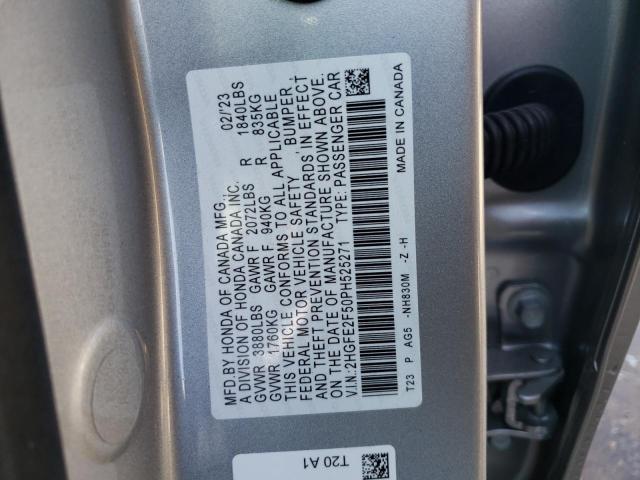 MFD.BY HONDA OF CANADA MFG., 02/'23
A DIVISION OF HONDA CANADA INC.
GVWR 3880LBS GAWR F 2072LBS R 1840LBS
GVWR 1760KG GAWR F 940KG R 835KG
THIS VEHICLE CONFORMS TO ALL APPLICABLE
FEDERAL MOTOR VEHICLE SAFETY , BUMPER ,
AND THEFT PREVENTION STANDARDS IN EFFECT
ON THE DATE OF MANUFACTURE SHOWN ABOVE.
V.I.N.:2HGFE2F50PH525271 TYPE: PASSENGER CAR
T23 P AG5 -NH830M -Z -H MADE IN CANADA
T20 A1